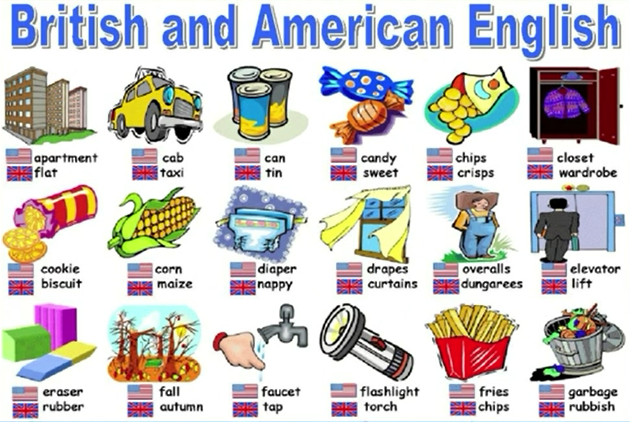 British and American English
apartment
flat
cab
taxi
can
tin
candy
sweet
chips
crisps
closet
wardrobe
cookie
biscuit
corn
maize
diaper
nappy
drapes
curtains
overalls
dungarees
elevator
lift
eraser
rubber
fall
autumn
faucet
tap
flashlight
torch
fries
chips
garbage
rubbish